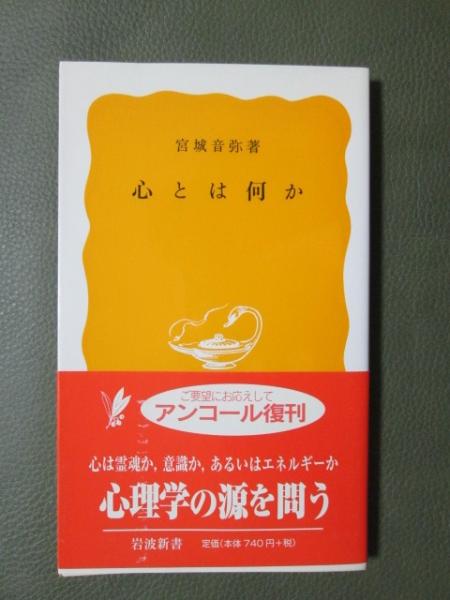 宮城音弥著
心とは何か
ご要望にお応えして
アンコール復刊
心は霊魂か,意識か,あるいはエネルギーか
心理学の源を問う
岩波新書 定価(本体740円+税)